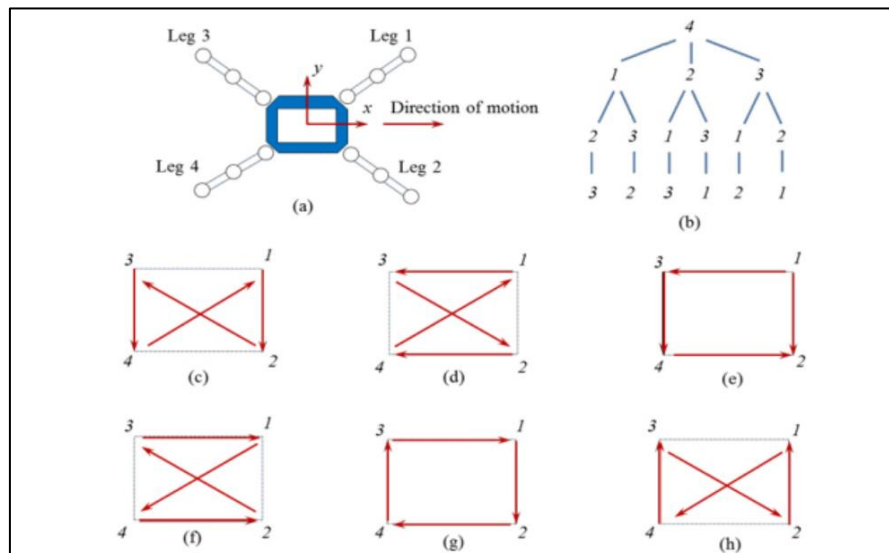 Leg 3 Leg 1
y
x Direction of motion
Leg 4 Leg 2
(a)
4
1 2 3
2 3 1 3 1 2
3 2 3 1 2 1
(b)
3 1
4 2
(c)
3 1
4 2
(d)
3 1
4 2
(e)
3 1
4 2
(f)
3 1
4 2
(g)
3 1
4 2
(h)